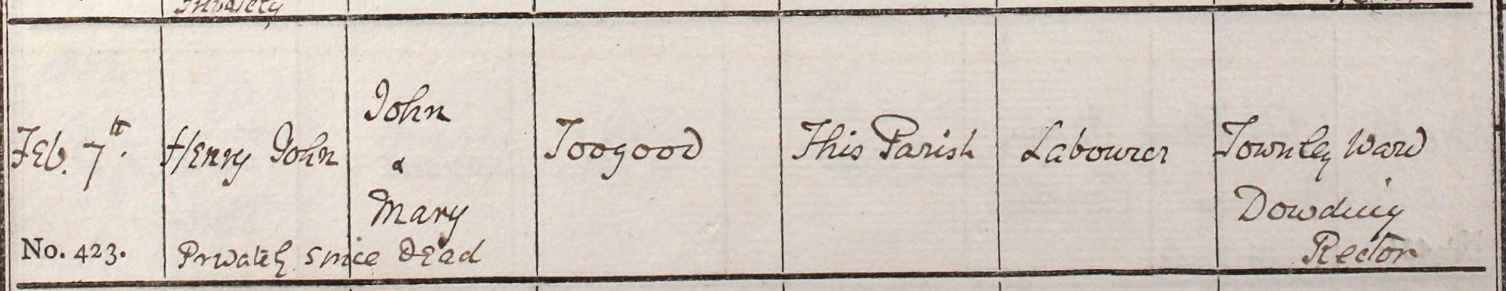 Privately
John
Feb. 7th. Henry John & Toogood This Parish Labourer Townley Ward
Mary Dowding
No. 423. Privately since Dead Rector